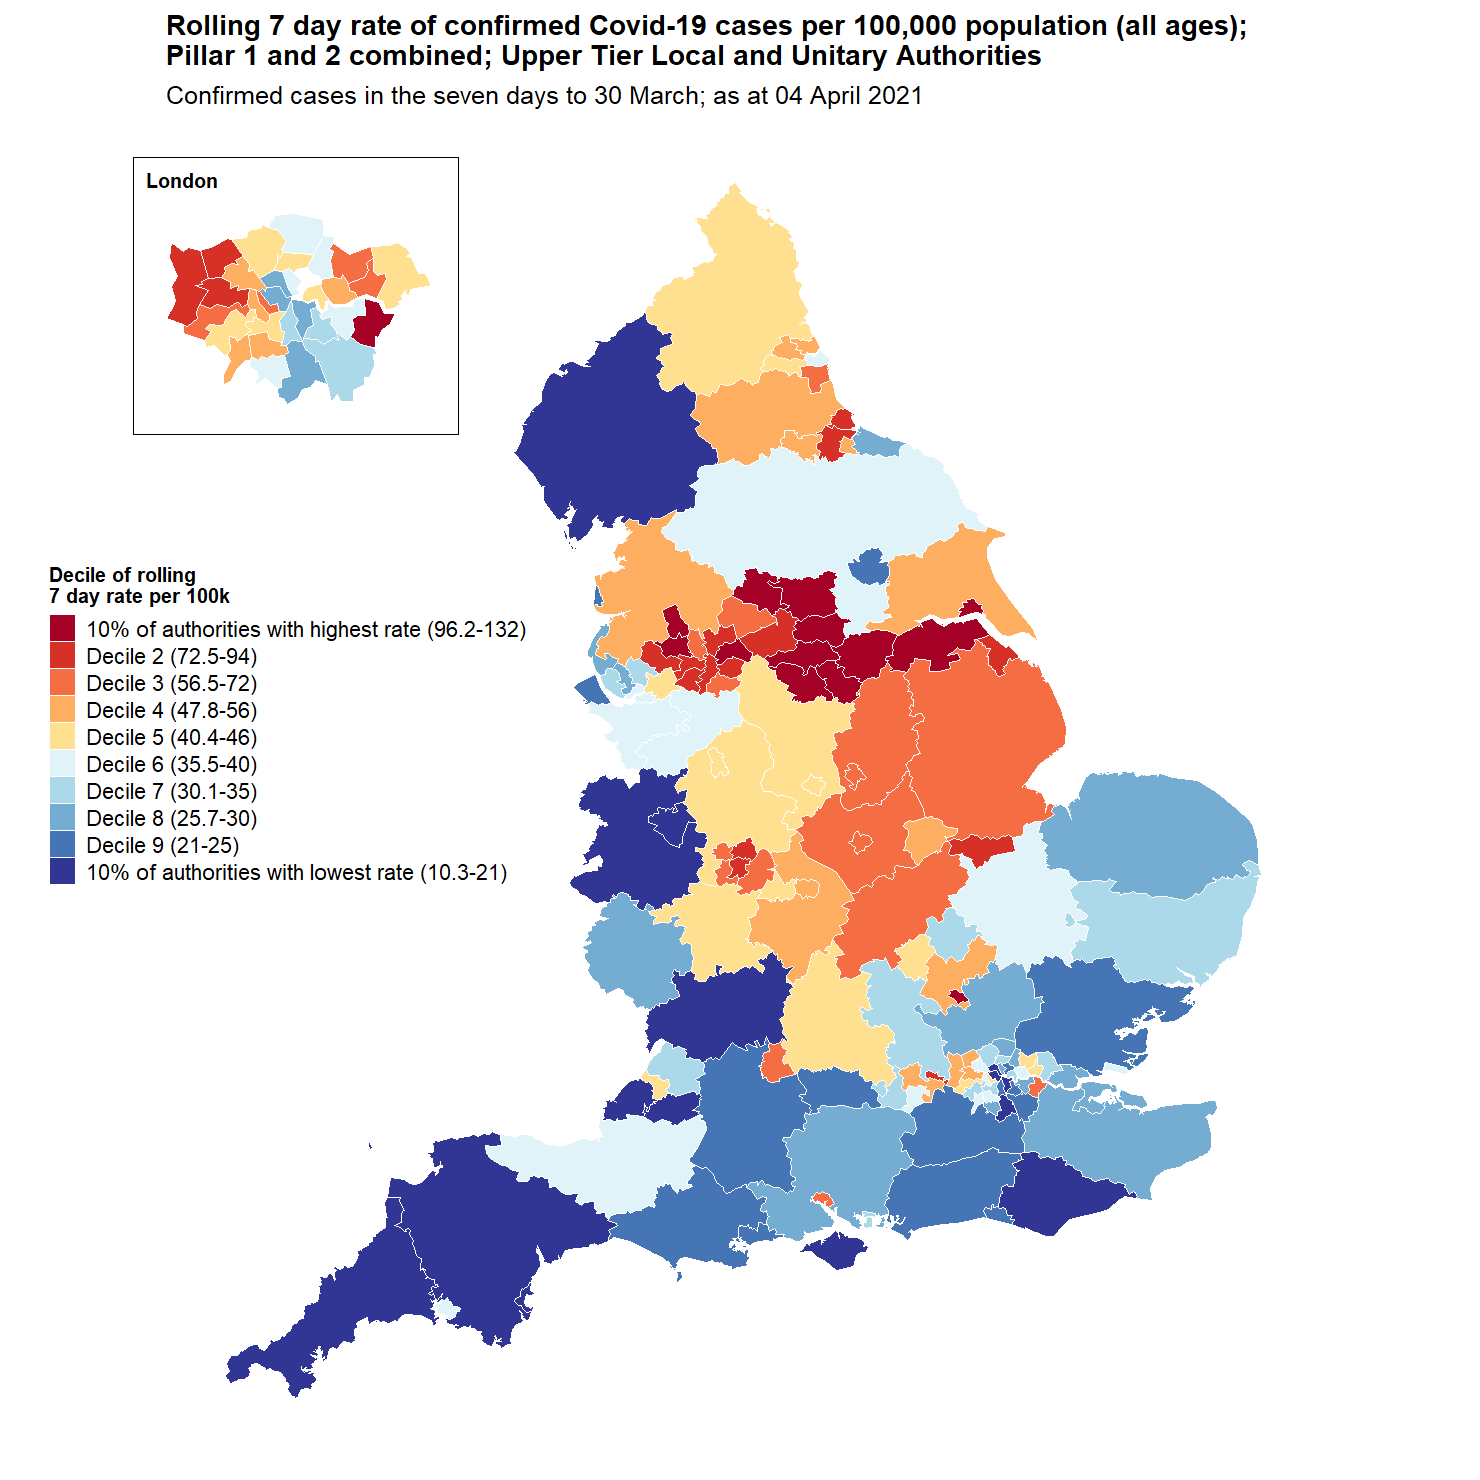 Rolling 7 day rate of confirmed Covid-19 cases per 100,000 population (all ages);
Pillar 1 and 2 combined; Upper Tier Local and Unitary Authorities
Confirmed cases in the seven days to 30 March; as at 04 April 2021
London
Decile of rolling
7 day rate per 100k
10% of authorities with highest rate (96.2-132)
Decile 2 (72.5-94)
Decile 3 (56.5-72)
Decile 4 (47.8-56)
Decile 5 (40.4-46)
Decile 6 (35.5-40)
Decile 7 (30.1-35)
Decile 8 (25.7-30)
Decile 9 (21-25)
10% of authorities with lowest rate (10.3-21)